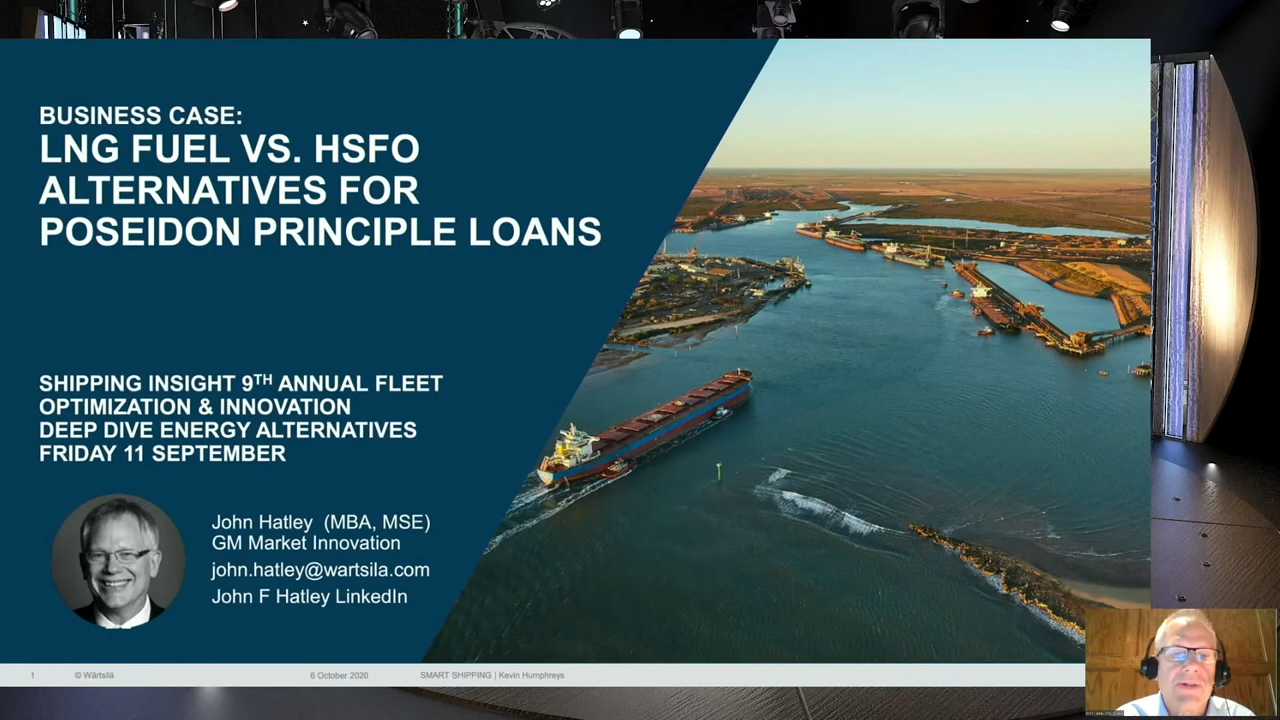 BUSINESS CASE:
LNG FUEL VS. HSFO
ALTERNATIVES FOR
POSEIDON PRINCIPLE LOANS
SHIPPING INSIGHT 9TH ANNUAL FLEET
OPTIMIZATION & INNOVATION
DEEP DIVE ENERGY ALTERNATIVES
FRIDAY 11 SEPTEMBER
John Hatley (MBA, MSE)
GM Market Innovation
john.hatley@wartsila.com
John F Hatley LinkedIn
1 © Wärtsilä 6 October 2020 SMART SHIPPING | Kevin Humphreys